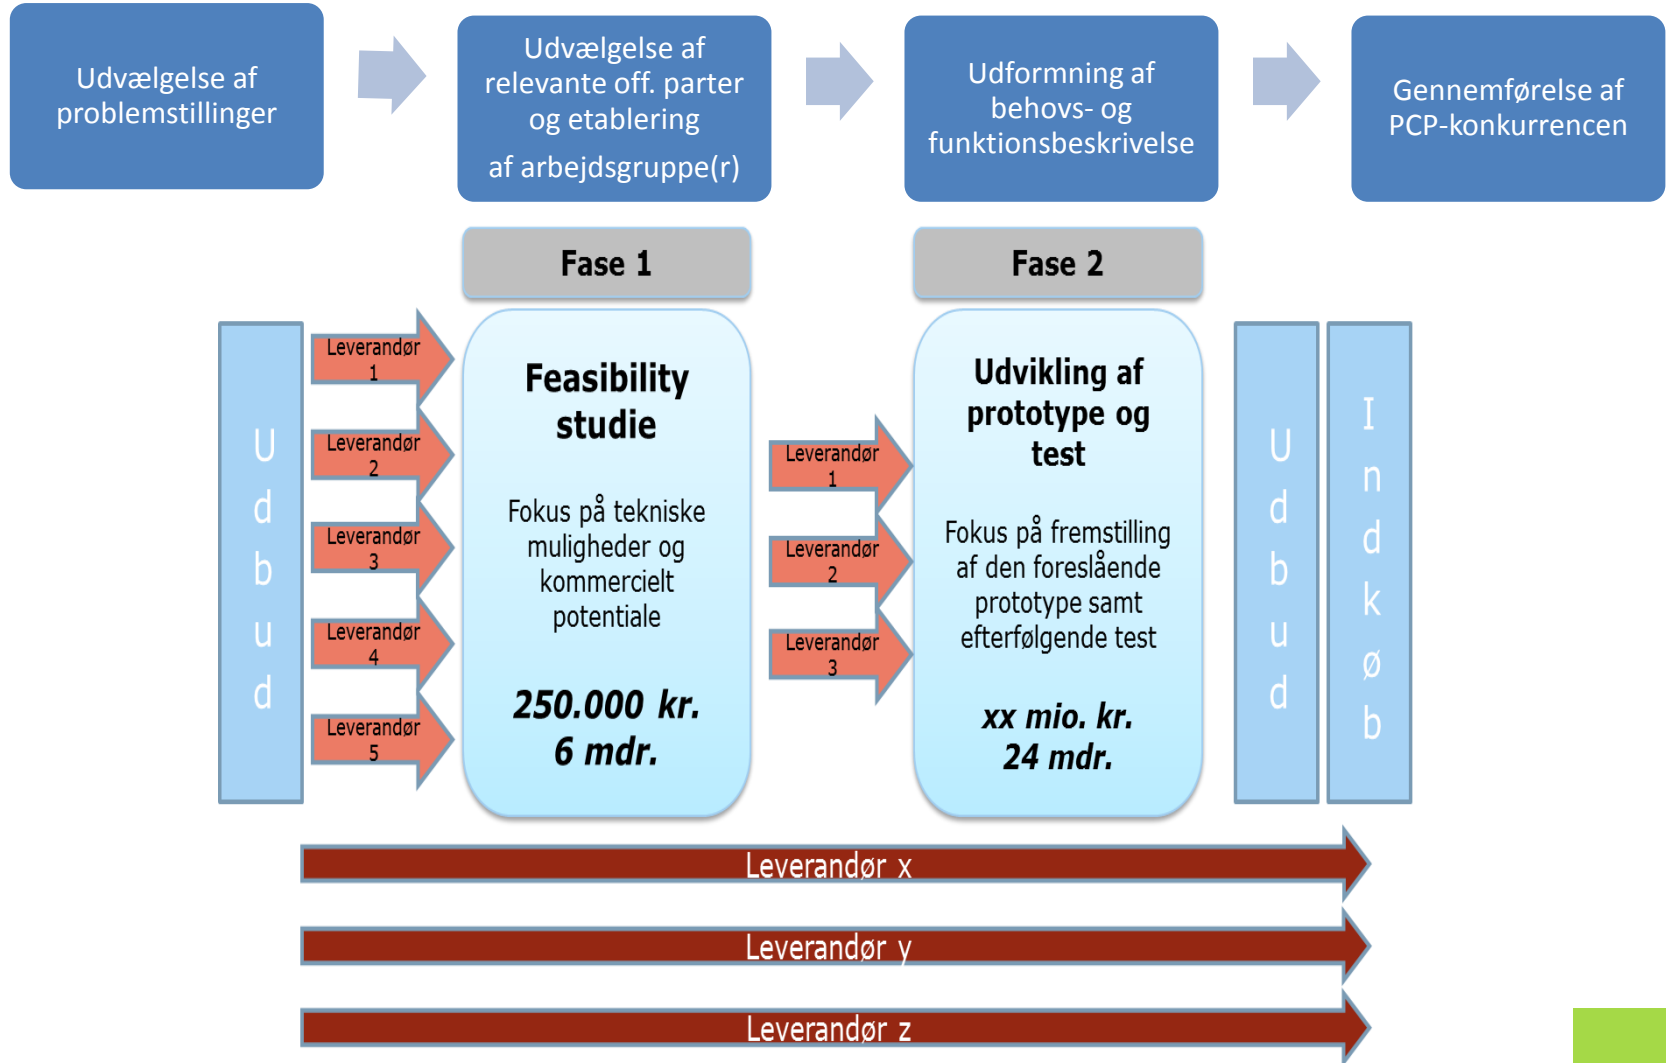 Udvælgelse af
problemstillinger
Udvælgelse af
relevante off. parter
og etablering
af arbejdsgruppe(r)
Udformning af
behovs- og
funktionsbeskrivelse
Gennemførelse af
PCP-konkurrencen
Fase 1
Fase 2
Udbud
Leverandør
1
Leverandør
2
Leverandør
3
Leverandør
4
Leverandør
5
Feasibility
studie
Fokus på tekniske
muligheder og
kommercielt
potentiale
250.000 kr.
6 mdr.
Leverandør
1
Leverandør
2
Leverandør
3
Udvikling af
prototype og
test
Fokus på fremstilling
af den foreslående
prototype samt
efterfølgende test
xx mio. kr.
24 mdr.
Udbud
Indkøb
Leverandør x
Leverandør y
Leverandør z